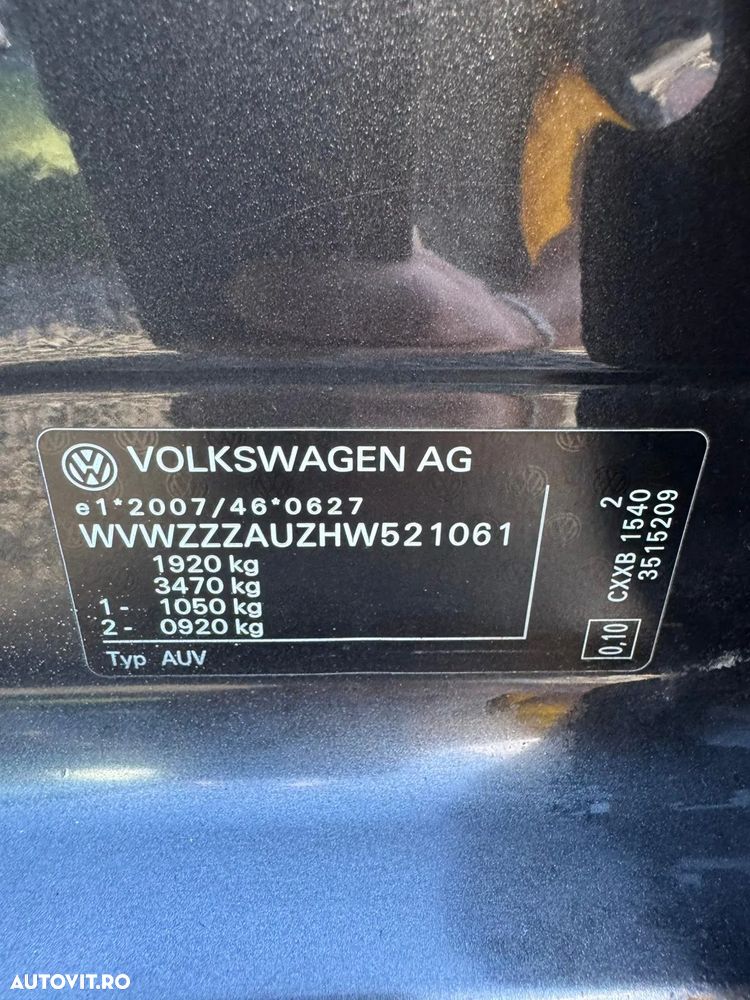 VOLKSWAGEN AG
e1*2007/46*0627
WVWZZZAUZHW521061
1920 kg
3470 kg
1- 1050 kg
2- 0920 kg
Typ AUV
2
CXXB 1540
3515209
0,10
AUTOVIT.RO